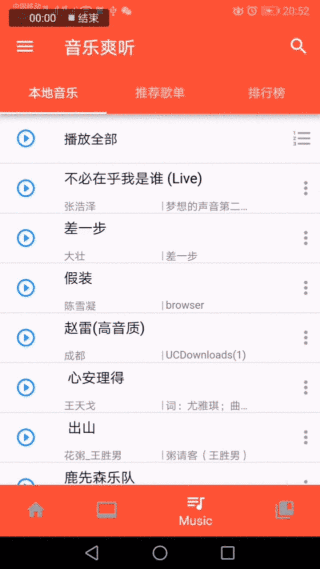 中国移动
00:00 结束
20:52
音乐爽听
本地音乐 推荐歌单 排行榜
播放全部
不必在乎我是谁 (Live)
张浩泽 | 梦想的声音第二...
差一步
大壮 | 差一步
假装
陈雪凝 | browser
赵雷(高音质)
成都 | UCDownloads(1)
心安理得
王天戈 | 词：尤雅琪；曲...
出山
花粥_王胜男 | 粥请客（王胜男）
鹿先森乐队
Music